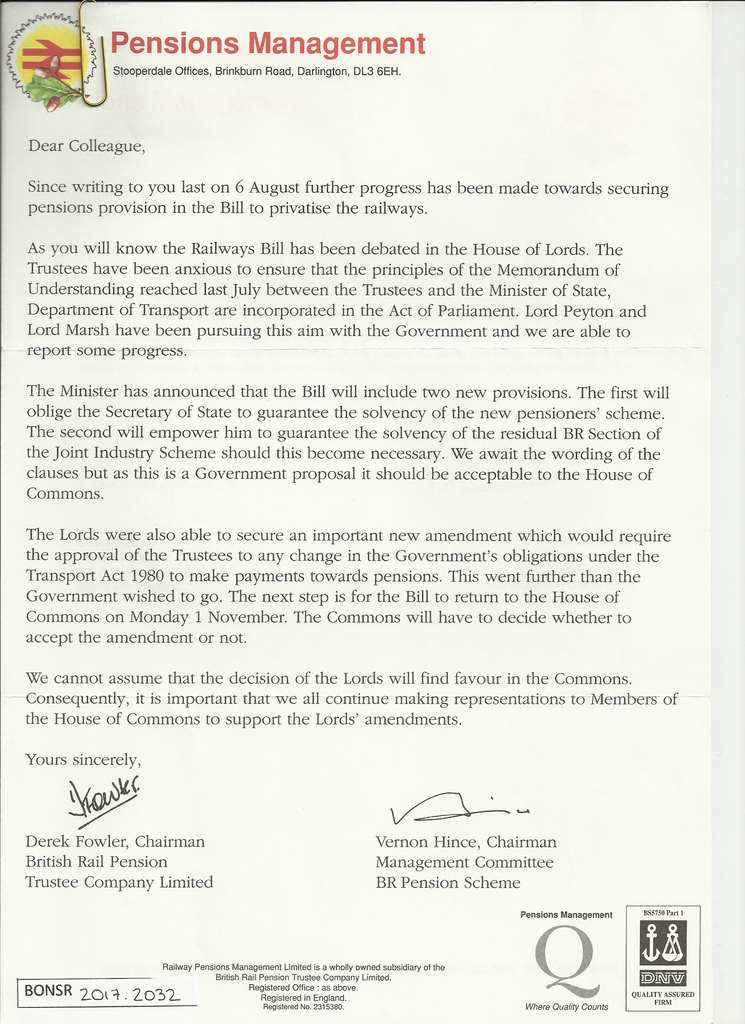 Pensions Management
Stooperdale Offices, Brinkburn Road, Darlington, DL3 6EH.
Dear Colleague,
Since writing to you last on 6 August further progress has been made towards securing
pensions provision in the Bill to privatise the railways.
As you will know the Railways Bill has been debated in the House of Lords. The
Trustees have been anxious to ensure that the principles of the Memorandum of
Understanding reached last July between the Trustees and the Minister of State,
Department of Transport are incorporated in the Act of Parliament. Lord Peyton and
Lord Marsh have been pursuing this aim with the Government and we are able to
report some progress.
The Minister has announced that the Bill will include two new provisions. The first will
oblige the Secretary of State to guarantee the solvency of the new pensioners' scheme.
The second will empower him to guarantee the solvency of the residual BR Section of
the Joint Industry Scheme should this become necessary. We await the wording of the
clauses but as this is a Government proposal it should be acceptable to the House of
Commons.
The Lords were also able to secure an important new amendment which would require
the approval of the Trustees to any change in the Government's obligations under the
Transport Act 1980 to make payments towards pensions. This went further than the
Government wished to go. The next step is for the Bill to return to the House of
Commons on Monday 1 November. The Commons will have to decide whether to
accept the amendment or not.
We cannot assume that the decision of the Lords will find favour in the Commons.
Consequently, it is important that we all continue making representations to Members of
the House of Commons to support the Lords' amendments.
Yours sincerely,
DFowler.
Derek Fowler, Chairman
British Rail Pension
Trustee Company Limited
Vernon Hince, Chairman
Management Committee
BR Pension Scheme
Pensions Management
Q
Where Quality Counts
BS5750 Part 1
DNV
QUALITY ASSURED
FIRM
Railway Pensions Management Limited is a wholly owned subsidiary of the
British Rail Pension Trustee Company Limited.
Registered Office : as above.
Registered in England.
Registered No. 2315380.
BONSR 2017.2032